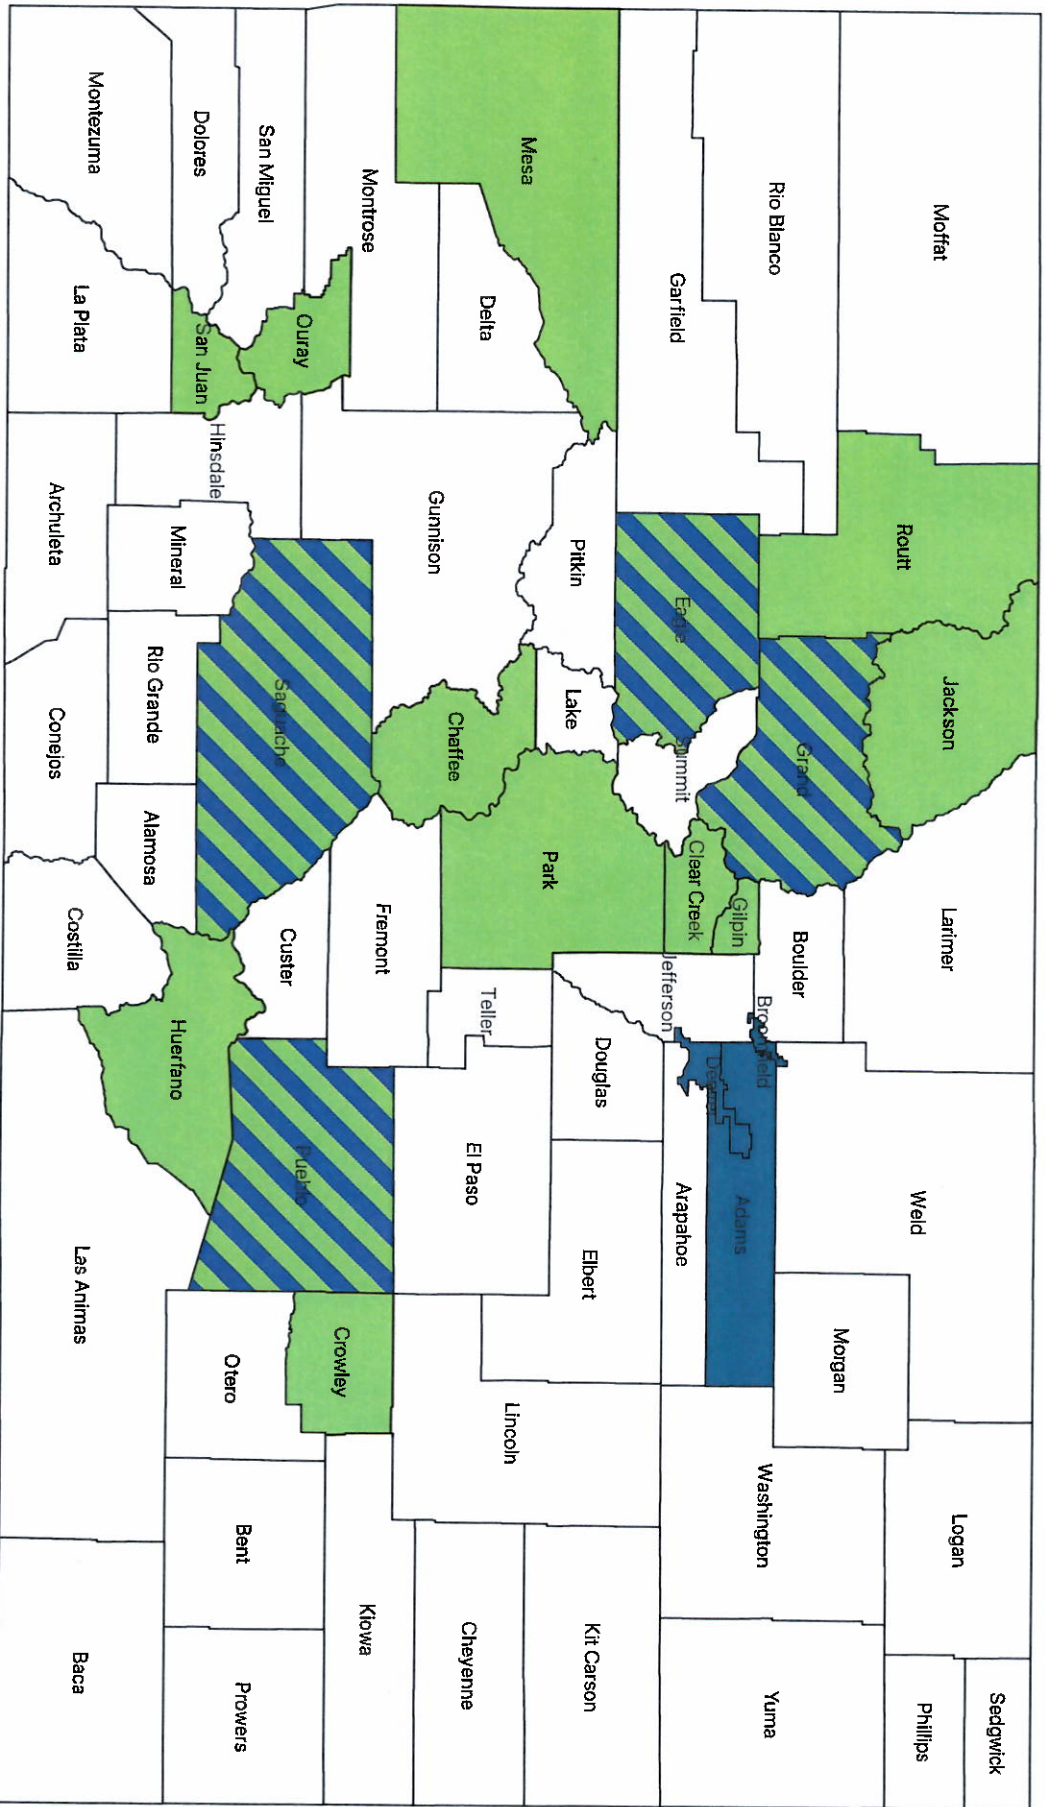 Moffat
Routt
Jackson
Larimer
Weld
Logan
Sedgwick
Phillips
Rio Blanco
Grand
Boulder
Broomfield
Morgan
Washington
Yuma
Garfield
Eagle
Summit
Clear Creek
Gilpin
Jefferson
Denver
Adams
Arapahoe
Mesa
Pitkin
Lake
Park
Douglas
Elbert
Kit Carson
Delta
Gunnison
Chaffee
Teller
El Paso
Lincoln
Cheyenne
Montrose
Fremont
Crowley
Kiowa
Ouray
San Miguel
Saguache
Custer
Pueblo
Dolores
San Juan
Hinsdale
Mineral
Rio Grande
Alamosa
Huerfano
Otero
Bent
Prowers
Montezuma
La Plata
Archuleta
Conejos
Costilla
Las Animas
Baca